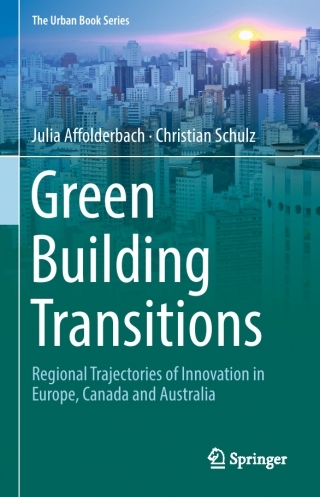 The Urban Book Series
Julia Affolderbach · Christian Schulz
Green
Building
Transitions
Regional Trajectories of Innovation in
Europe, Canada and Australia
Springer